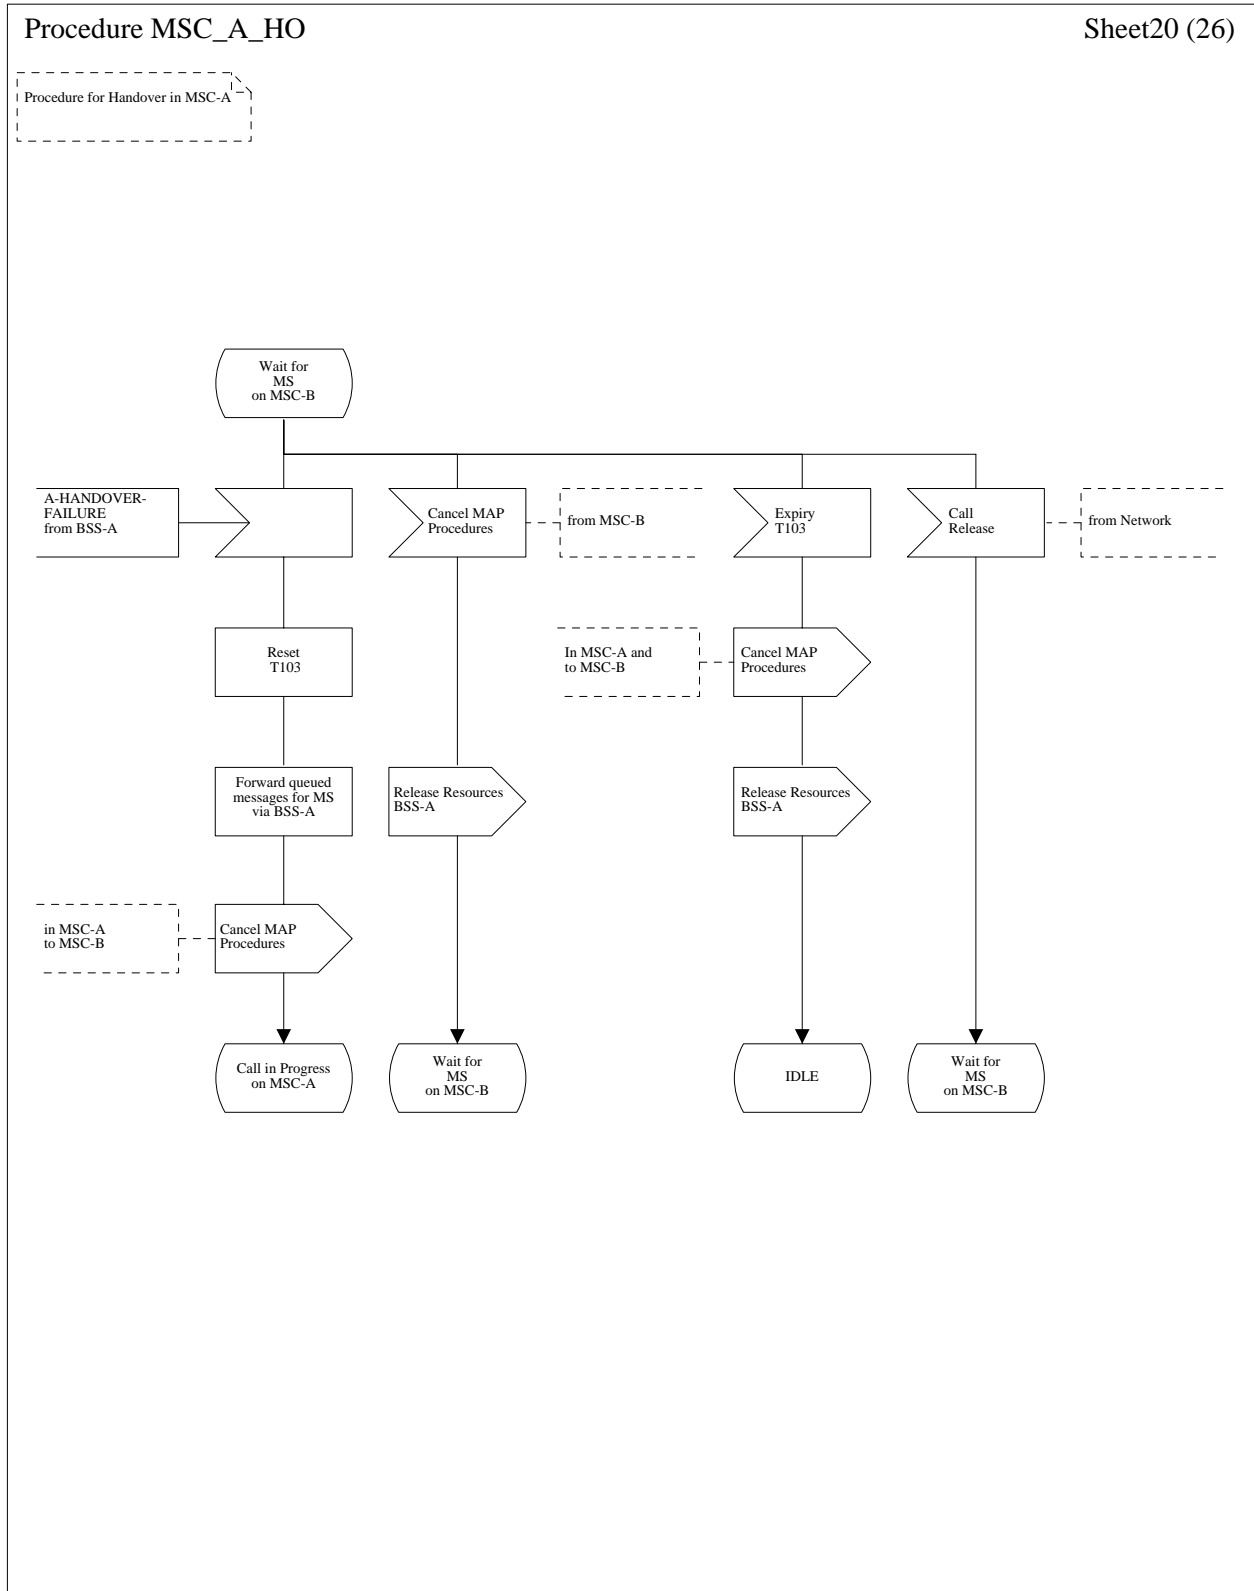 Procedure MSC_A_HO
Sheet20 (26)
Procedure for Handover in MSC-A
Wait for
MS
on MSC-B
A-HANDOVER-
FAILURE
from BSS-A
Cancel MAP
Procedures
from MSC-B
Expiry
T103
Call
Release
from Network
Reset
T103
In MSC-A and
to MSC-B
Cancel MAP
Procedures
Forward queued
messages for MS
via BSS-A
Release Resources
BSS-A
Release Resources
BSS-A
in MSC-A
to MSC-B
Cancel MAP
Procedures
Call in Progress
on MSC-A
Wait for
MS
on MSC-B
IDLE
Wait for
MS
on MSC-B